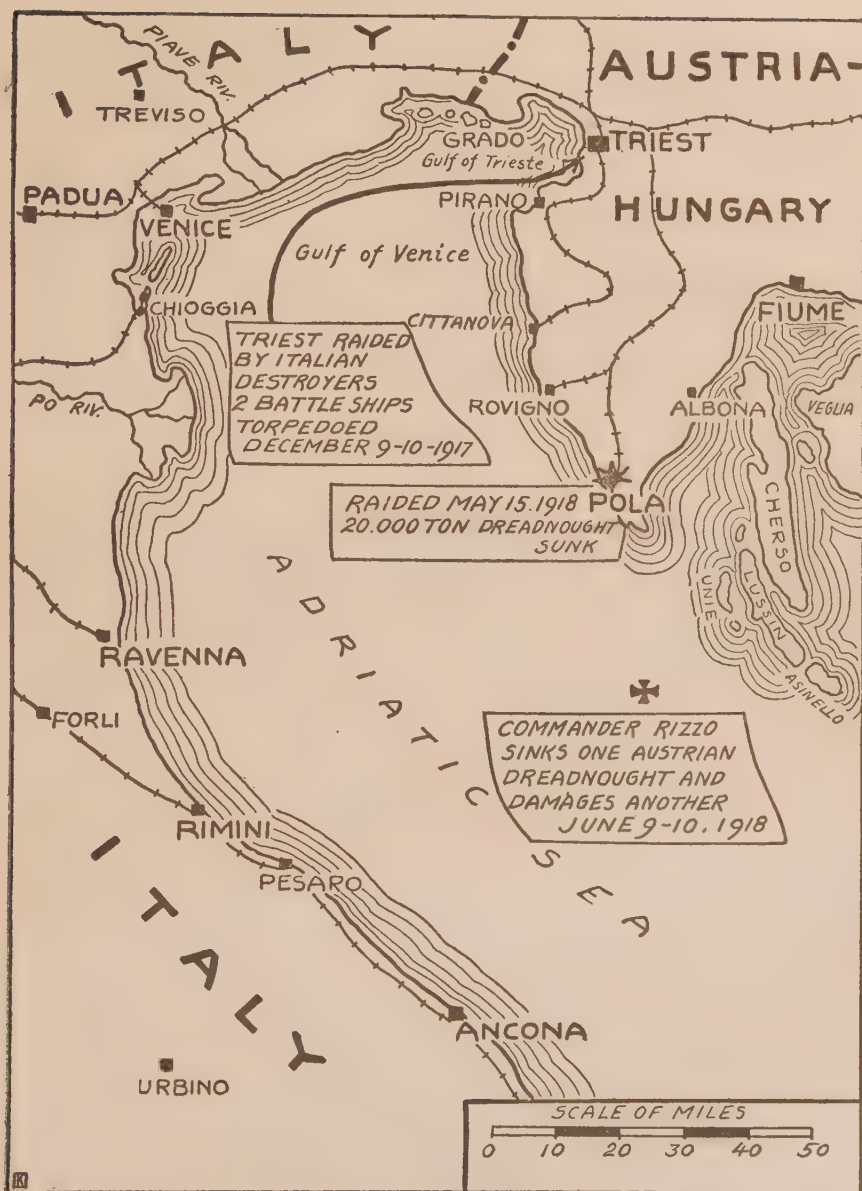 ITALY
PIAVE RIV.
TREVISO
AUSTRIA-
HUNGARY
GRADO
Gulf of Trieste
TRIEST
PADUA
VENICE
PIRANO
Gulf of Venice
CHIOGGIA
CITTANOVA
FIUME
TRIEST RAIDED
BY ITALIAN
DESTROYERS
2 BATTLE SHIPS
TORPEDOED
DECEMBER 9-10-1917
PO RIV.
ROVIGNO
ALBONA
VEGLIA
RAIDED MAY 15.1918
20.000 TON DREADNOUGHT
SUNK
POLA
CHERSO
UNIE
LUSSIN
ASINELLO
ADRIATIC SEA
RAVENNA
FORLI
COMMANDER RIZZO
SINKS ONE AUSTRIAN
DREADNOUGHT AND
DAMAGES ANOTHER
JUNE 9-10.1918
RIMINI
PESARO
ITALY
ANCONA
URBINO
SCALE OF MILES
0 10 20 30 40 50
K